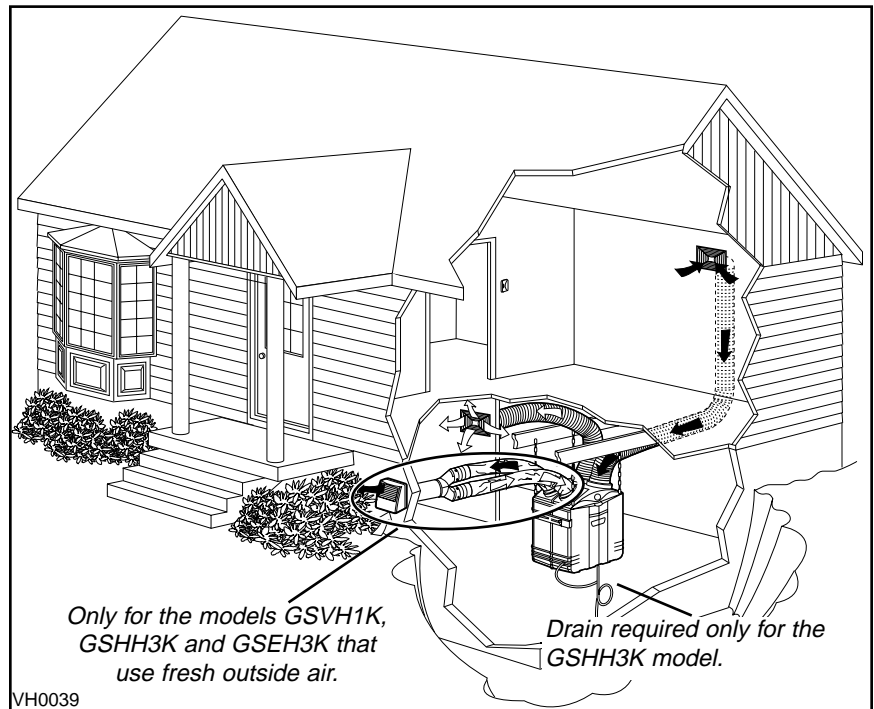 Only for the models GSVH1K,
GSHH3K and GSEH3K that
use fresh outside air.
Drain required only for the
GSHH3K model.
VH0039